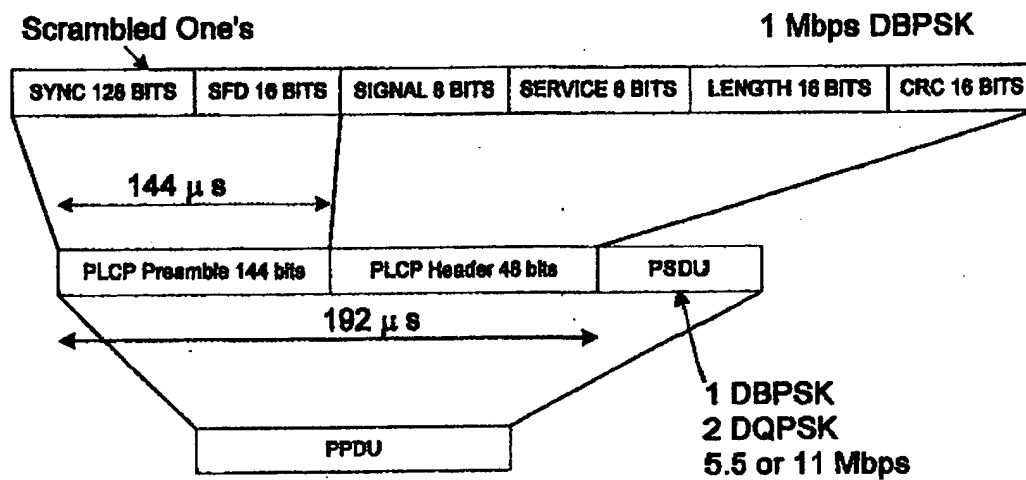 Scrambled One's
1 Mbps DBPSK
SYNC 128 BITS
SFD 16 BITS
SIGNAL 8 BITS
SERVICE 8 BITS
LENGTH 16 BITS
CRC 16 BITS
144 μ s
PLCP Preamble 144 bits
PLCP Header 48 bits
PSDU
192 μ s
1 DBPSK
2 DQPSK
5.5 or 11 Mbps
PPDU